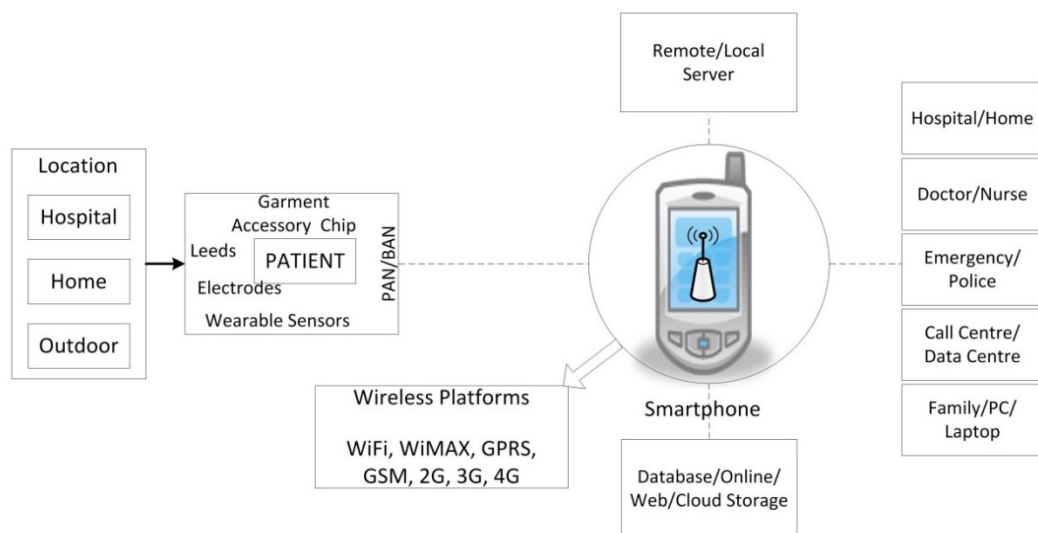 Location
Hospital
Home
Outdoor
Garment
Accessory Chip
Leeds
PATIENT
Electrodes
Wearable Sensors
PAN/BAN
Wireless Platforms
WiFi, WiMAX, GPRS,
GSM, 2G, 3G, 4G
Remote/Local
Server
Smartphone
Database/Online/
Web/Cloud Storage
Hospital/Home
Doctor/Nurse
Emergency/
Police
Call Centre/
Data Centre
Family/PC/
Laptop